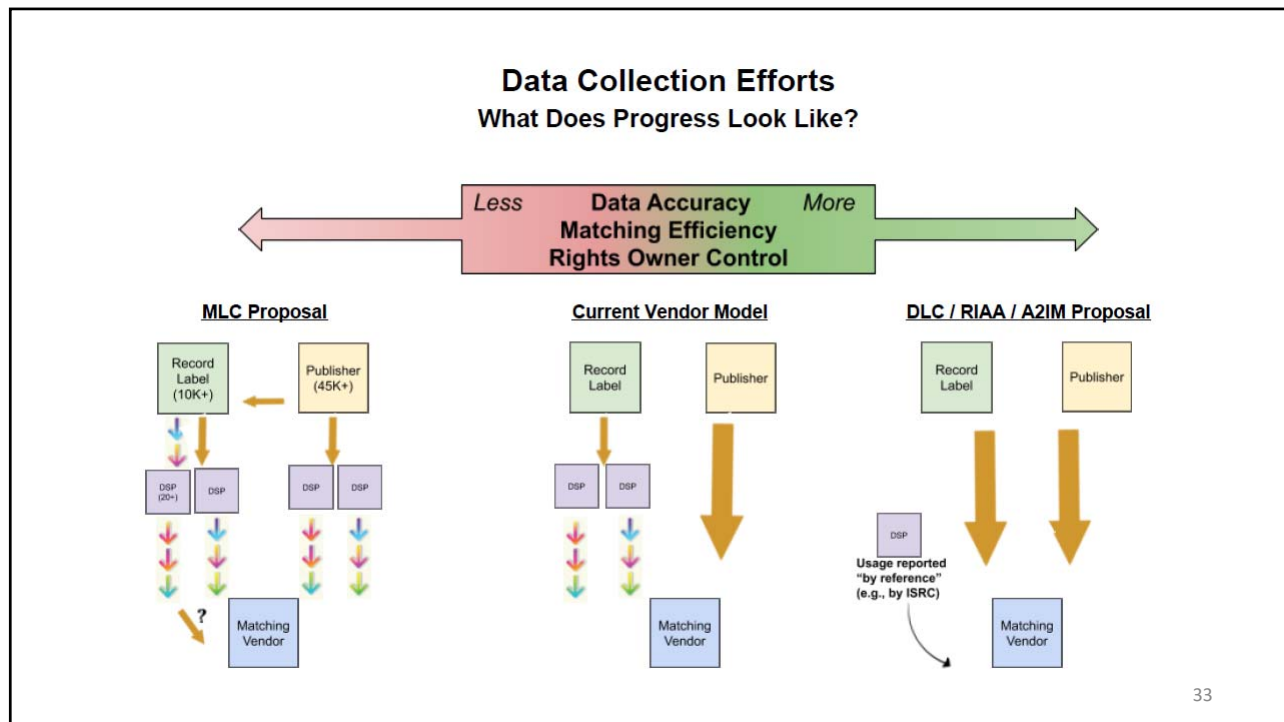 Data Collection Efforts
What Does Progress Look Like?
Less Data Accuracy More
Matching Efficiency
Rights Owner Control
MLC Proposal
Record
Label
(10K+)
Publisher
(45K+)
DSP
(20+)
DSP
DSP
DSP
?
Matching
Vendor
Current Vendor Model
Record
Label
Publisher
DSP
DSP
Matching
Vendor
DLC / RIAA / A2IM Proposal
Record
Label
Publisher
DSP
Usage reported
“by reference”
(e.g., by ISRC)
Matching
Vendor
33